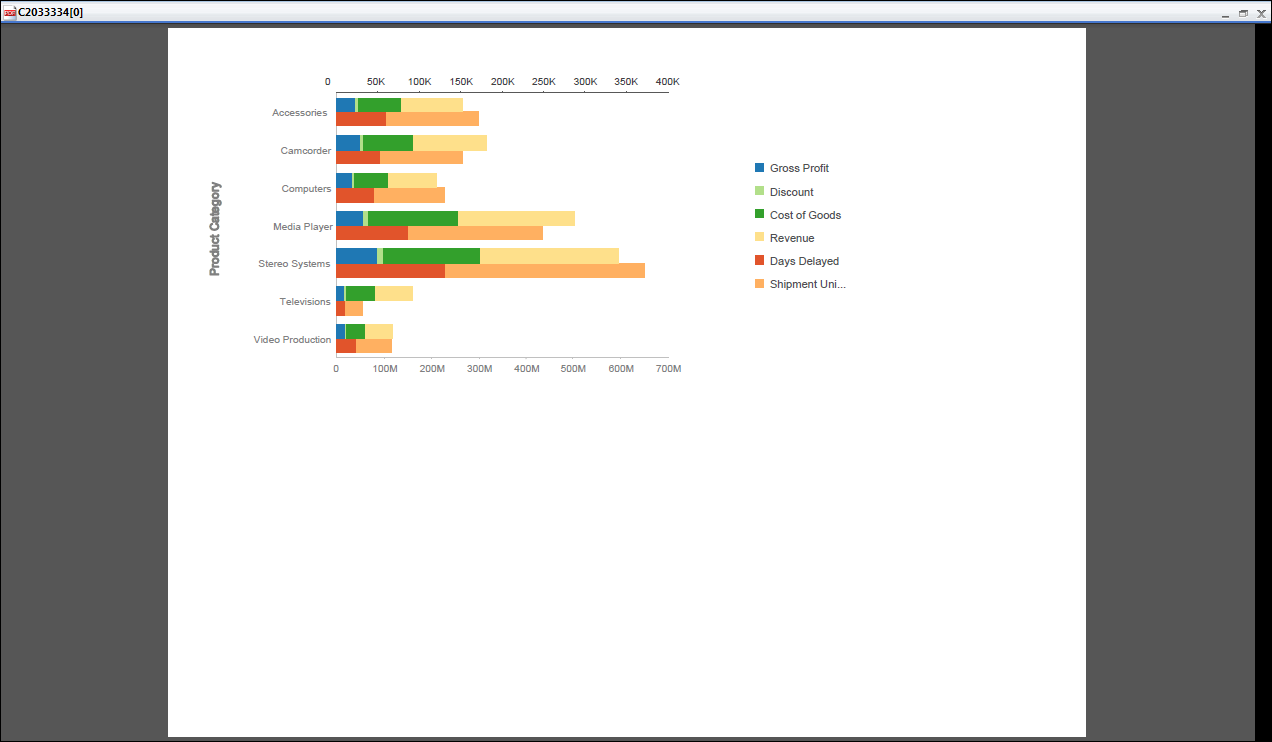 PDF C2033334[0]
0 50K 100K 150K 200K 250K 300K 350K 400K
Product Category
Accessories
Camcorder
Computers
Media Player
Stereo Systems
Televisions
Video Production
0 100M 200M 300M 400M 500M 600M 700M
Gross Profit
Discount
Cost of Goods
Revenue
Days Delayed
Shipment Uni...